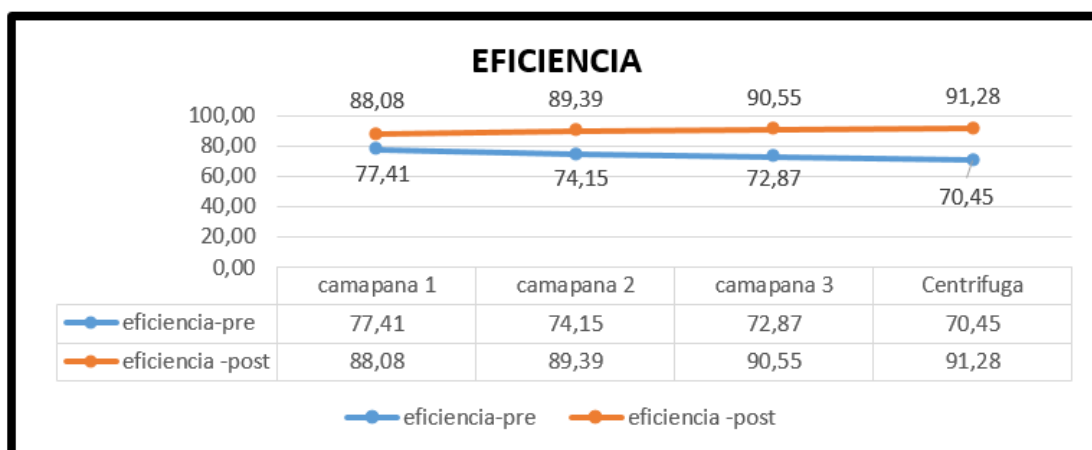 EFICIENCIA
88,08 89,39 90,55 91,28
100,00
80,00
60,00
40,00
20,00
0,00
77,41 74,15 72,87 70,45
camapana 1 camapana 2 camapana 3 Centrifuga
eficiencia-pre 77,41 74,15 72,87 70,45
eficiencia -post 88,08 89,39 90,55 91,28
eficiencia-pre eficiencia -post